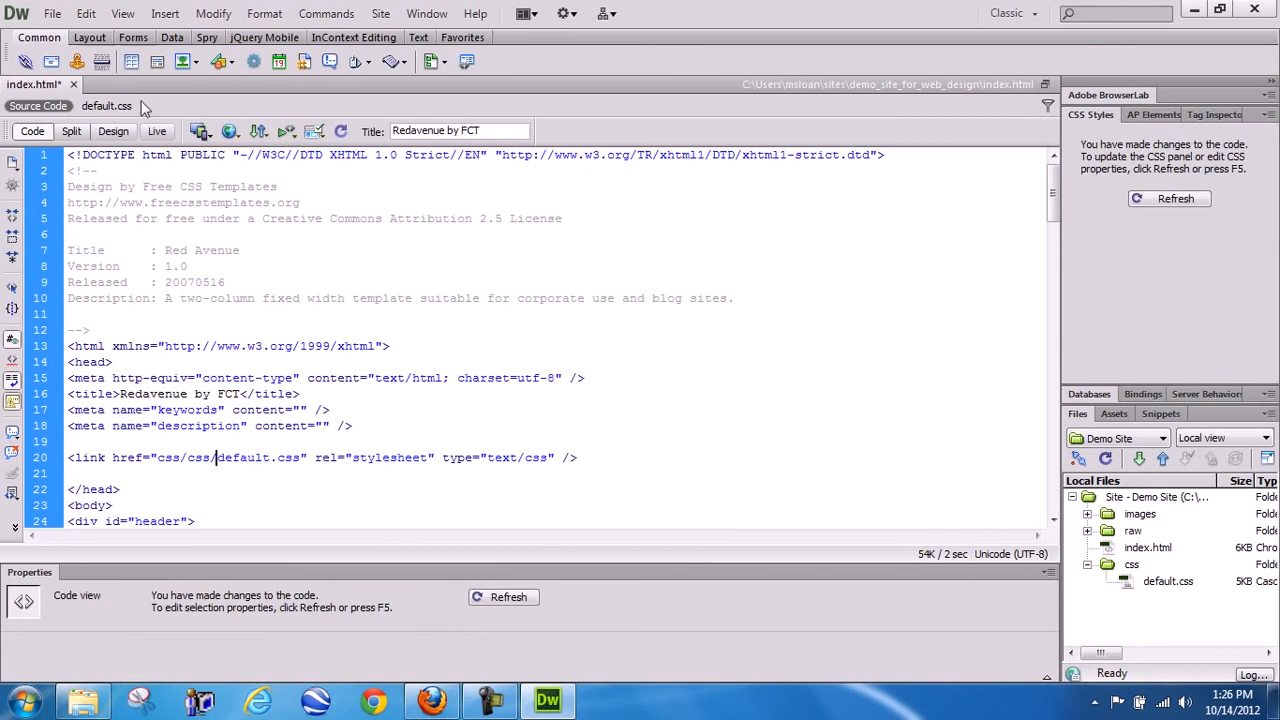 Dw File Edit View Insert Modify Format Commands Site Window Help Classic
Common Layout Forms Data Spry jQuery Mobile InContext Editing Text Favorites
index.html* C:\Users\msloan\sites\demo_site_for_web_design\index.html
Source Code default.css
Code Split Design Live Title: Redavenue by FCT
1 <!DOCTYPE html PUBLIC "-//W3C//DTD XHTML 1.0 Strict//EN" "http://www.w3.org/TR/xhtml1/DTD/xhtml1-strict.dtd">
2 <!--
3 Design by Free CSS Templates
4 http://www.freecsstemplates.org
5 Released for free under a Creative Commons Attribution 2.5 License
6
7 Title : Red Avenue
8 Version : 1.0
9 Released : 20070516
10 Description: A two-column fixed width template suitable for corporate use and blog sites.
11
12 -->
13 <html xmlns="http://www.w3.org/1999/xhtml">
14 <head>
15 <meta http-equiv="content-type" content="text/html; charset=utf-8" />
16 <title>Redavenue by FCT</title>
17 <meta name="keywords" content="" />
18 <meta name="description" content="" />
19
20 <link href="css/css/default.css" rel="stylesheet" type="text/css" />
21
22 </head>
23 <body>
24 <div id="header">
54K / 2 sec Unicode (UTF-8)
Properties
Code view You have made changes to the code.
To edit selection properties, click Refresh or press F5.
Refresh
Adobe BrowserLab
CSS Styles AP Elements Tag Inspecto
You have made changes to the code.
To update the CSS panel or edit CSS
properties, click Refresh or press F5.
Refresh
Databases Bindings Server Behaviors
Files Assets Snippets
Demo Site Local view
Local Files Size Typ
Site - Demo Site (C:\... Folde
images Folde
raw Folde
index.html 6KB Chro
css Folde
default.css 5KB Casc
Ready Log...
Dw
1:26 PM
10/14/2012